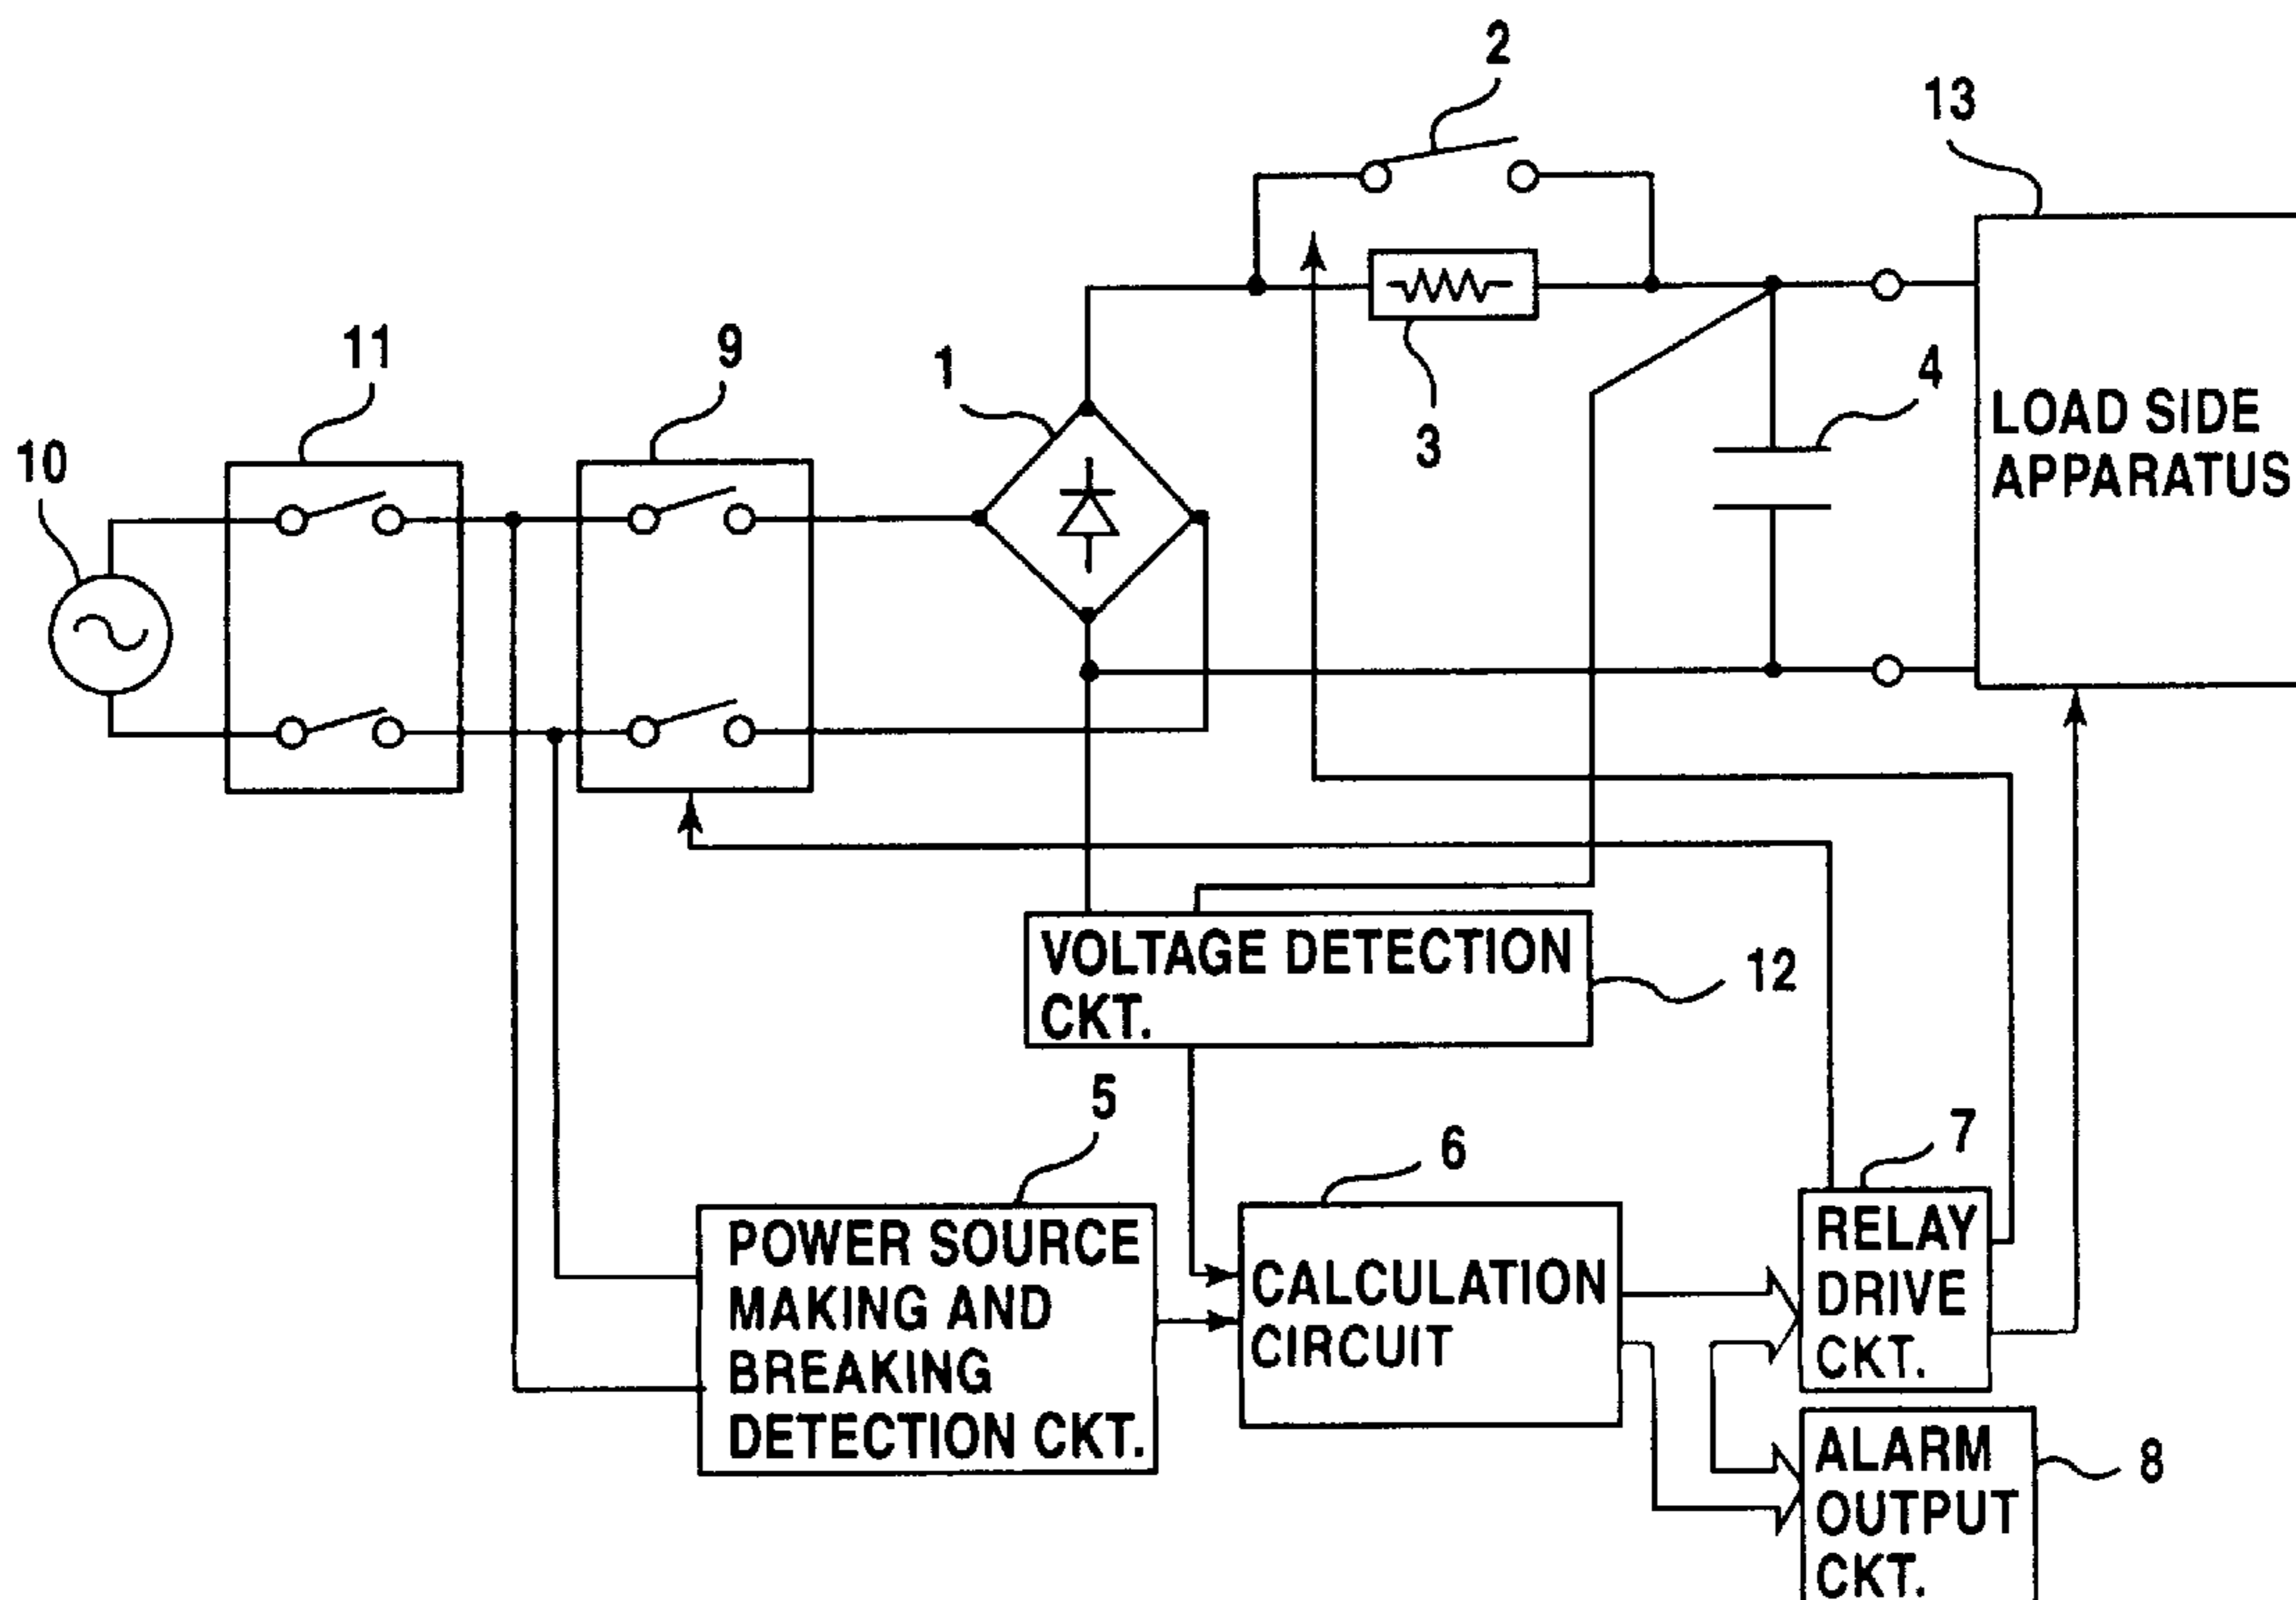 2
13
11
9
1
4
10
3
LOAD SIDE
APPARATUS
VOLTAGE DETECTION
CKT.
12
5
6
7
POWER SOURCE
MAKING AND
BREAKING
DETECTION CKT.
CALCULATION
CIRCUIT
RELAY
DRIVE
CKT.
ALARM
OUTPUT
CKT.
8